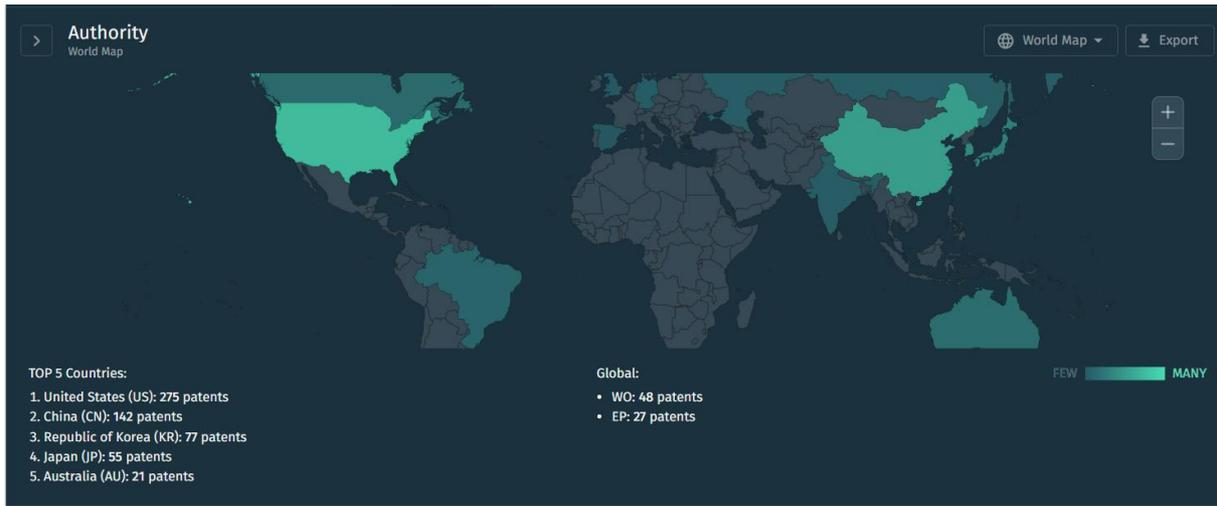 Authority
World Map
World Map
Export
+
−
TOP 5 Countries:
1. United States (US): 275 patents
2. China (CN): 142 patents
3. Republic of Korea (KR): 77 patents
4. Japan (JP): 55 patents
5. Australia (AU): 21 patents
Global:
• WO: 48 patents
• EP: 27 patents
FEW MANY